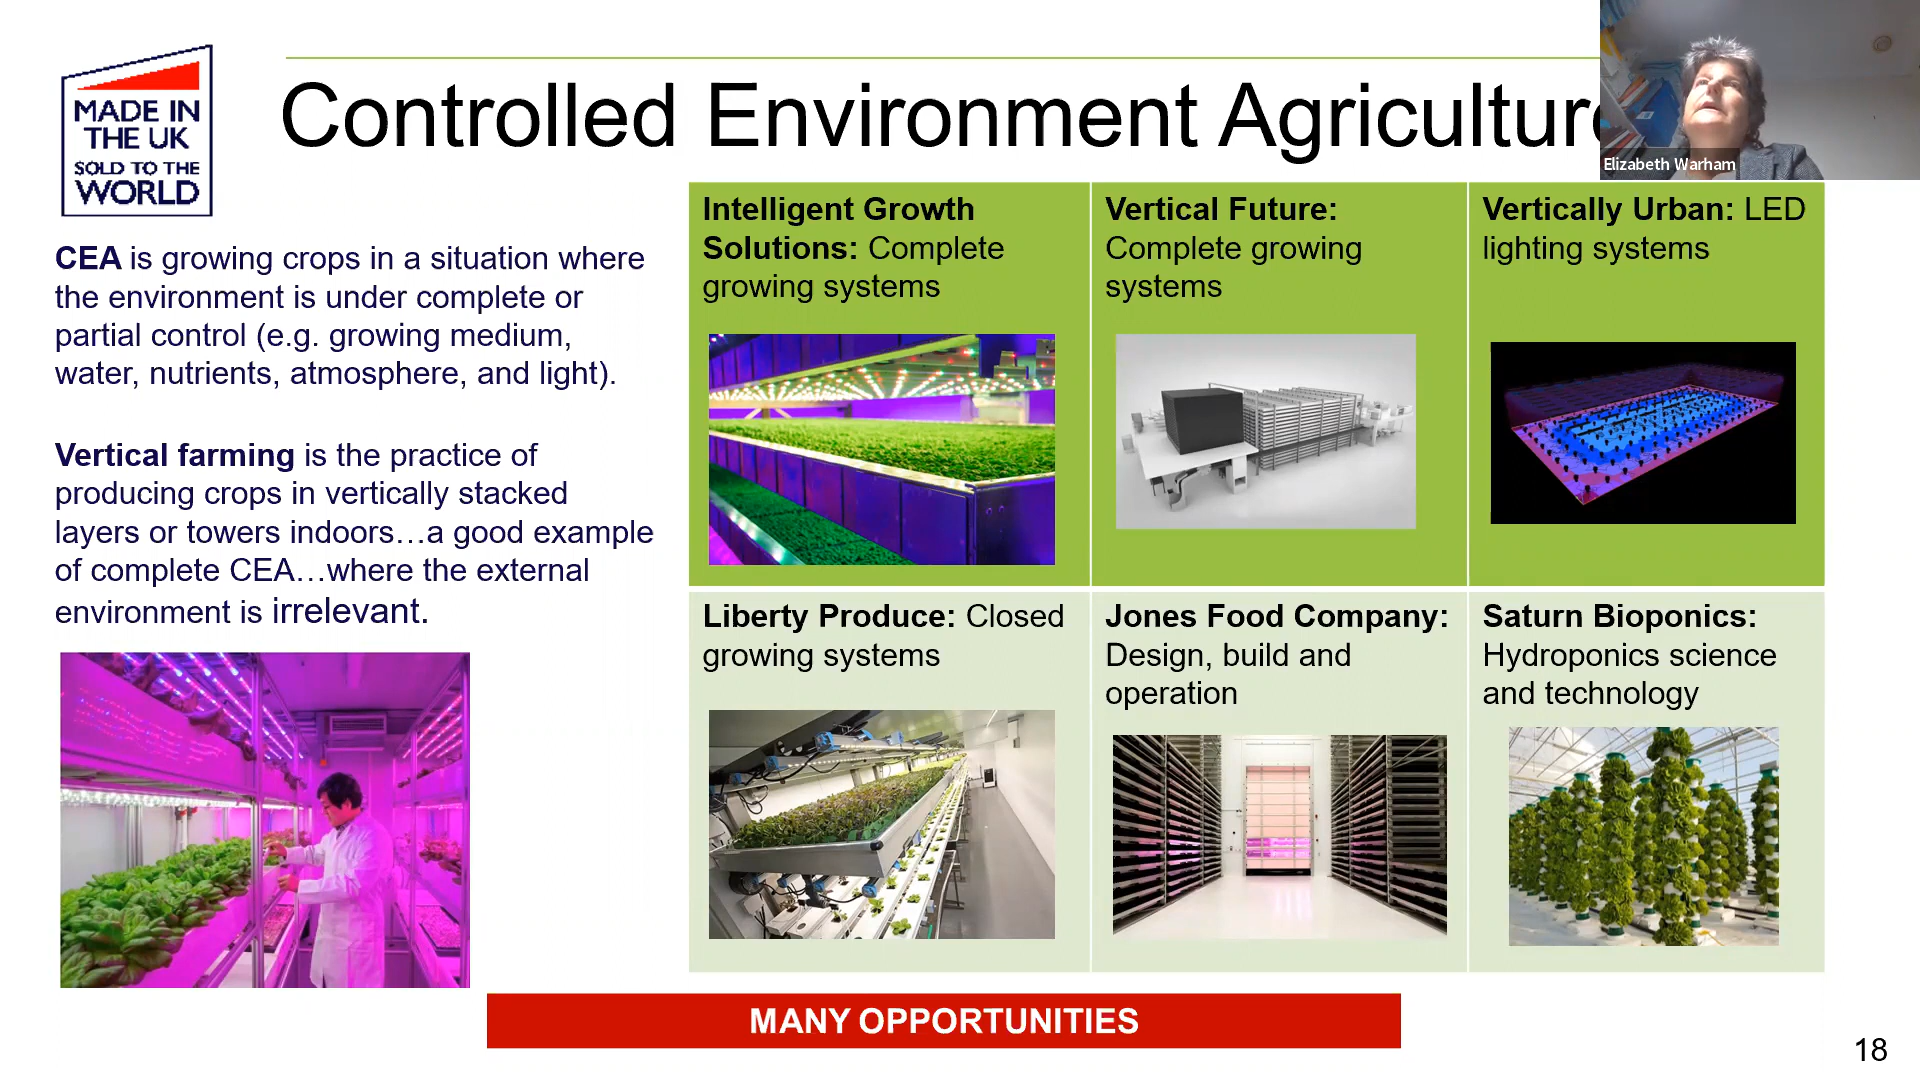 MADE IN
THE UK
SOLD TO THE
WORLD
Controlled Environment Agriculture
Elizabeth Warham
CEA is growing crops in a situation where
the environment is under complete or
partial control (e.g. growing medium,
water, nutrients, atmosphere, and light).
Vertical farming is the practice of
producing crops in vertically stacked
layers or towers indoors…a good example
of complete CEA…where the external
environment is irrelevant.
Intelligent Growth
Solutions: Complete
growing systems
Vertical Future:
Complete growing
systems
Vertically Urban: LED
lighting systems
Liberty Produce: Closed
growing systems
Jones Food Company:
Design, build and
operation
Saturn Bioponics:
Hydroponics science
and technology
MANY OPPORTUNITIES
18